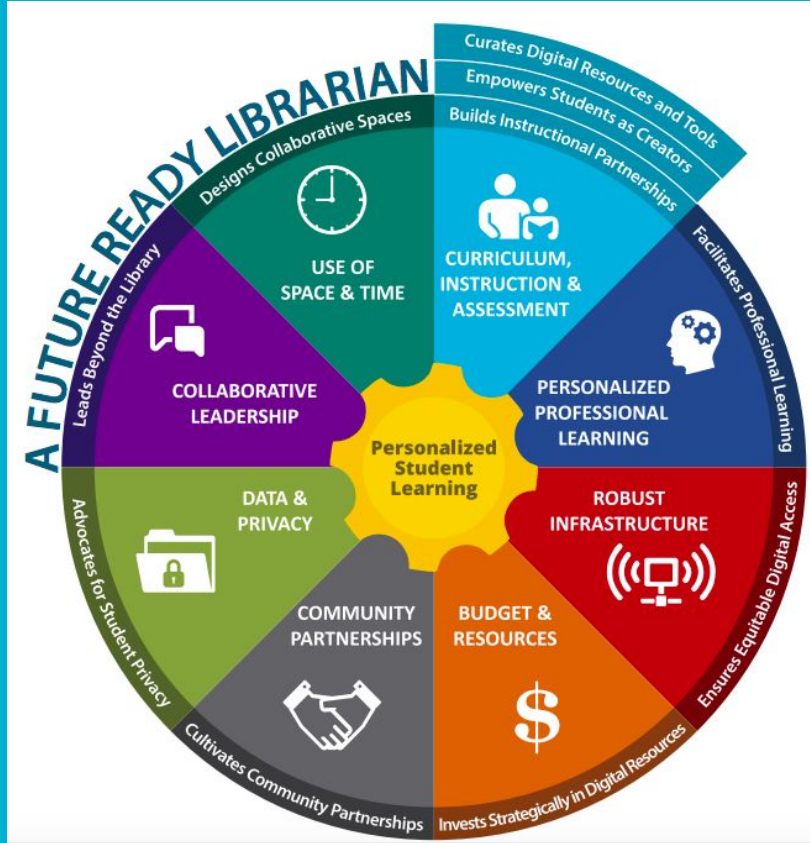 A FUTURE READY LIBRARIAN
Curates Digital Resources and Tools
Empowers Students as Creators
Builds Instructional Partnerships
CURRICULUM,
INSTRUCTION &
ASSESSMENT
Facilitates Professional Learning
PERSONALIZED
PROFESSIONAL
LEARNING
Ensures Equitable Digital Access
ROBUST
INFRASTRUCTURE
Invests Strategically in Digital Resources
BUDGET &
RESOURCES
$
Cultivates Community Partnerships
COMMUNITY
PARTNERSHIPS
Advocates for Student Privacy
DATA &
PRIVACY
Leads Beyond the Library
COLLABORATIVE
LEADERSHIP
Designs Collaborative Spaces
USE OF
SPACE & TIME
Personalized
Student
Learning